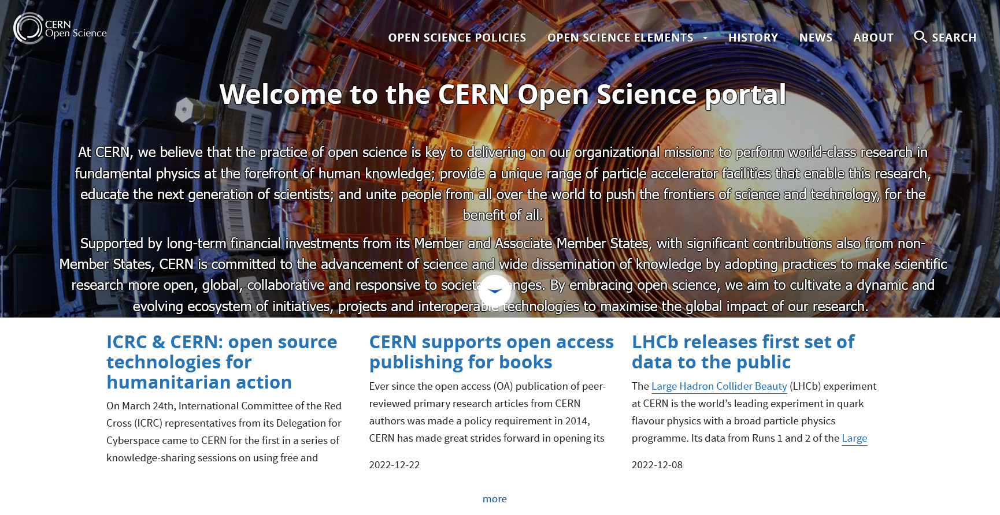 CERN
Open Science
OPEN SCIENCE POLICIES
OPEN SCIENCE ELEMENTS
HISTORY
NEWS
ABOUT
SEARCH
Welcome to the CERN Open Science portal
At CERN, we believe that the practice of open science is key to delivering on our organizational mission: to perform world-class research in
fundamental physics at the forefront of human knowledge; provide a unique range of particle accelerator facilities that enable this research,
educate the next generation of scientists; and unite people from all over the world to push the frontiers of science and technology, for the
benefit of all.
Supported by long-term financial investments from its Member and Associate Member States, with significant contributions also from non-
Member States, CERN is committed to the advancement of science and wide dissemination of knowledge by adopting practices to make scientific
research more open, global, collaborative and responsive to societal changes. By embracing open science, we aim to cultivate a dynamic and
evolving ecosystem of initiatives, projects and interoperable technologies to maximise the global impact of our research.
ICRC & CERN: open source
technologies for
humanitarian action
On March 24th, International Committee of the Red
Cross (ICRC) representatives from its Delegation for
Cyberspace came to CERN for the first in a series of
knowledge-sharing sessions on using free and
CERN supports open access
publishing for books
Ever since the open access (OA) publication of peer-
reviewed primary research articles from CERN
authors was made a policy requirement in 2014,
CERN has made great strides forward in opening its
2022-12-22
LHCb releases first set of
data to the public
The Large Hadron Collider Beauty (LHCb) experiment
at CERN is the world's leading experiment in quark
flavour physics with a broad particle physics
programme. Its data from Runs 1 and 2 of the Large
2022-12-08
more